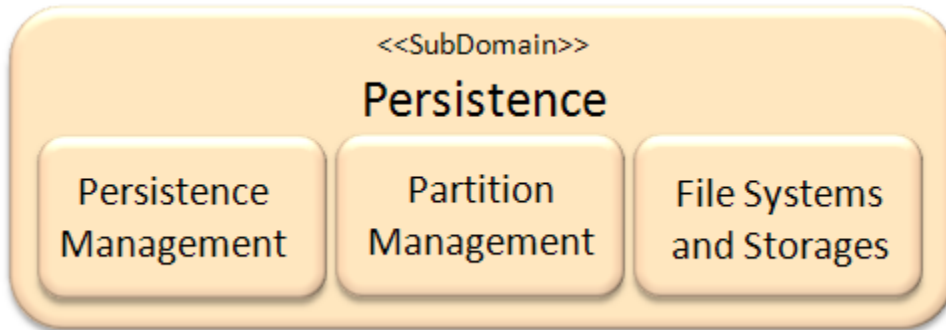 <<SubDomain>>
Persistence
Persistence
Management
Partition
Management
File Systems
and Storages